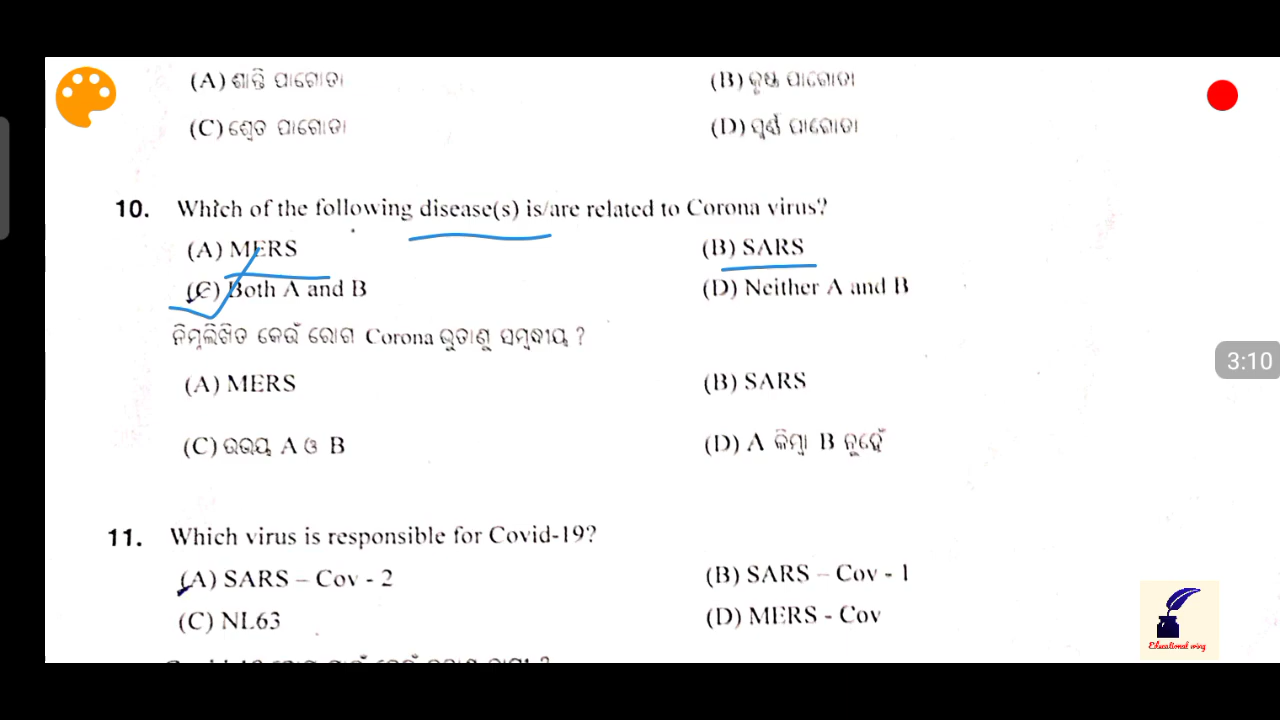 (A) ଶାନ୍ତି ପାଗୋଡା (B) କୃଷ୍ଣ ପାଗୋଡା
(C) ଶ୍ୱେତ ପାଗୋଡା (D) ସ୍ୱର୍ଣ୍ଣ ପାଗୋଡା
10. Which of the following disease(s) is/are related to Corona virus?
(A) MERS (B) SARS
(C) Both A and B (D) Neither A and B
ନିମ୍ନଲିଖିତ କେଉଁ ରୋଗ Corona ଭୁତାଣୁ ସମ୍ବନ୍ଧୀୟ ?
(A) MERS (B) SARS
3:10
(C) ଉଭୟ A ଓ B (D) A କିମ୍ବା B ନୁହେଁ
11. Which virus is responsible for Covid-19?
(A) SARS – Cov - 2 (B) SARS – Cov - 1
(C) NL63 (D) MERS - Cov
Educational wing